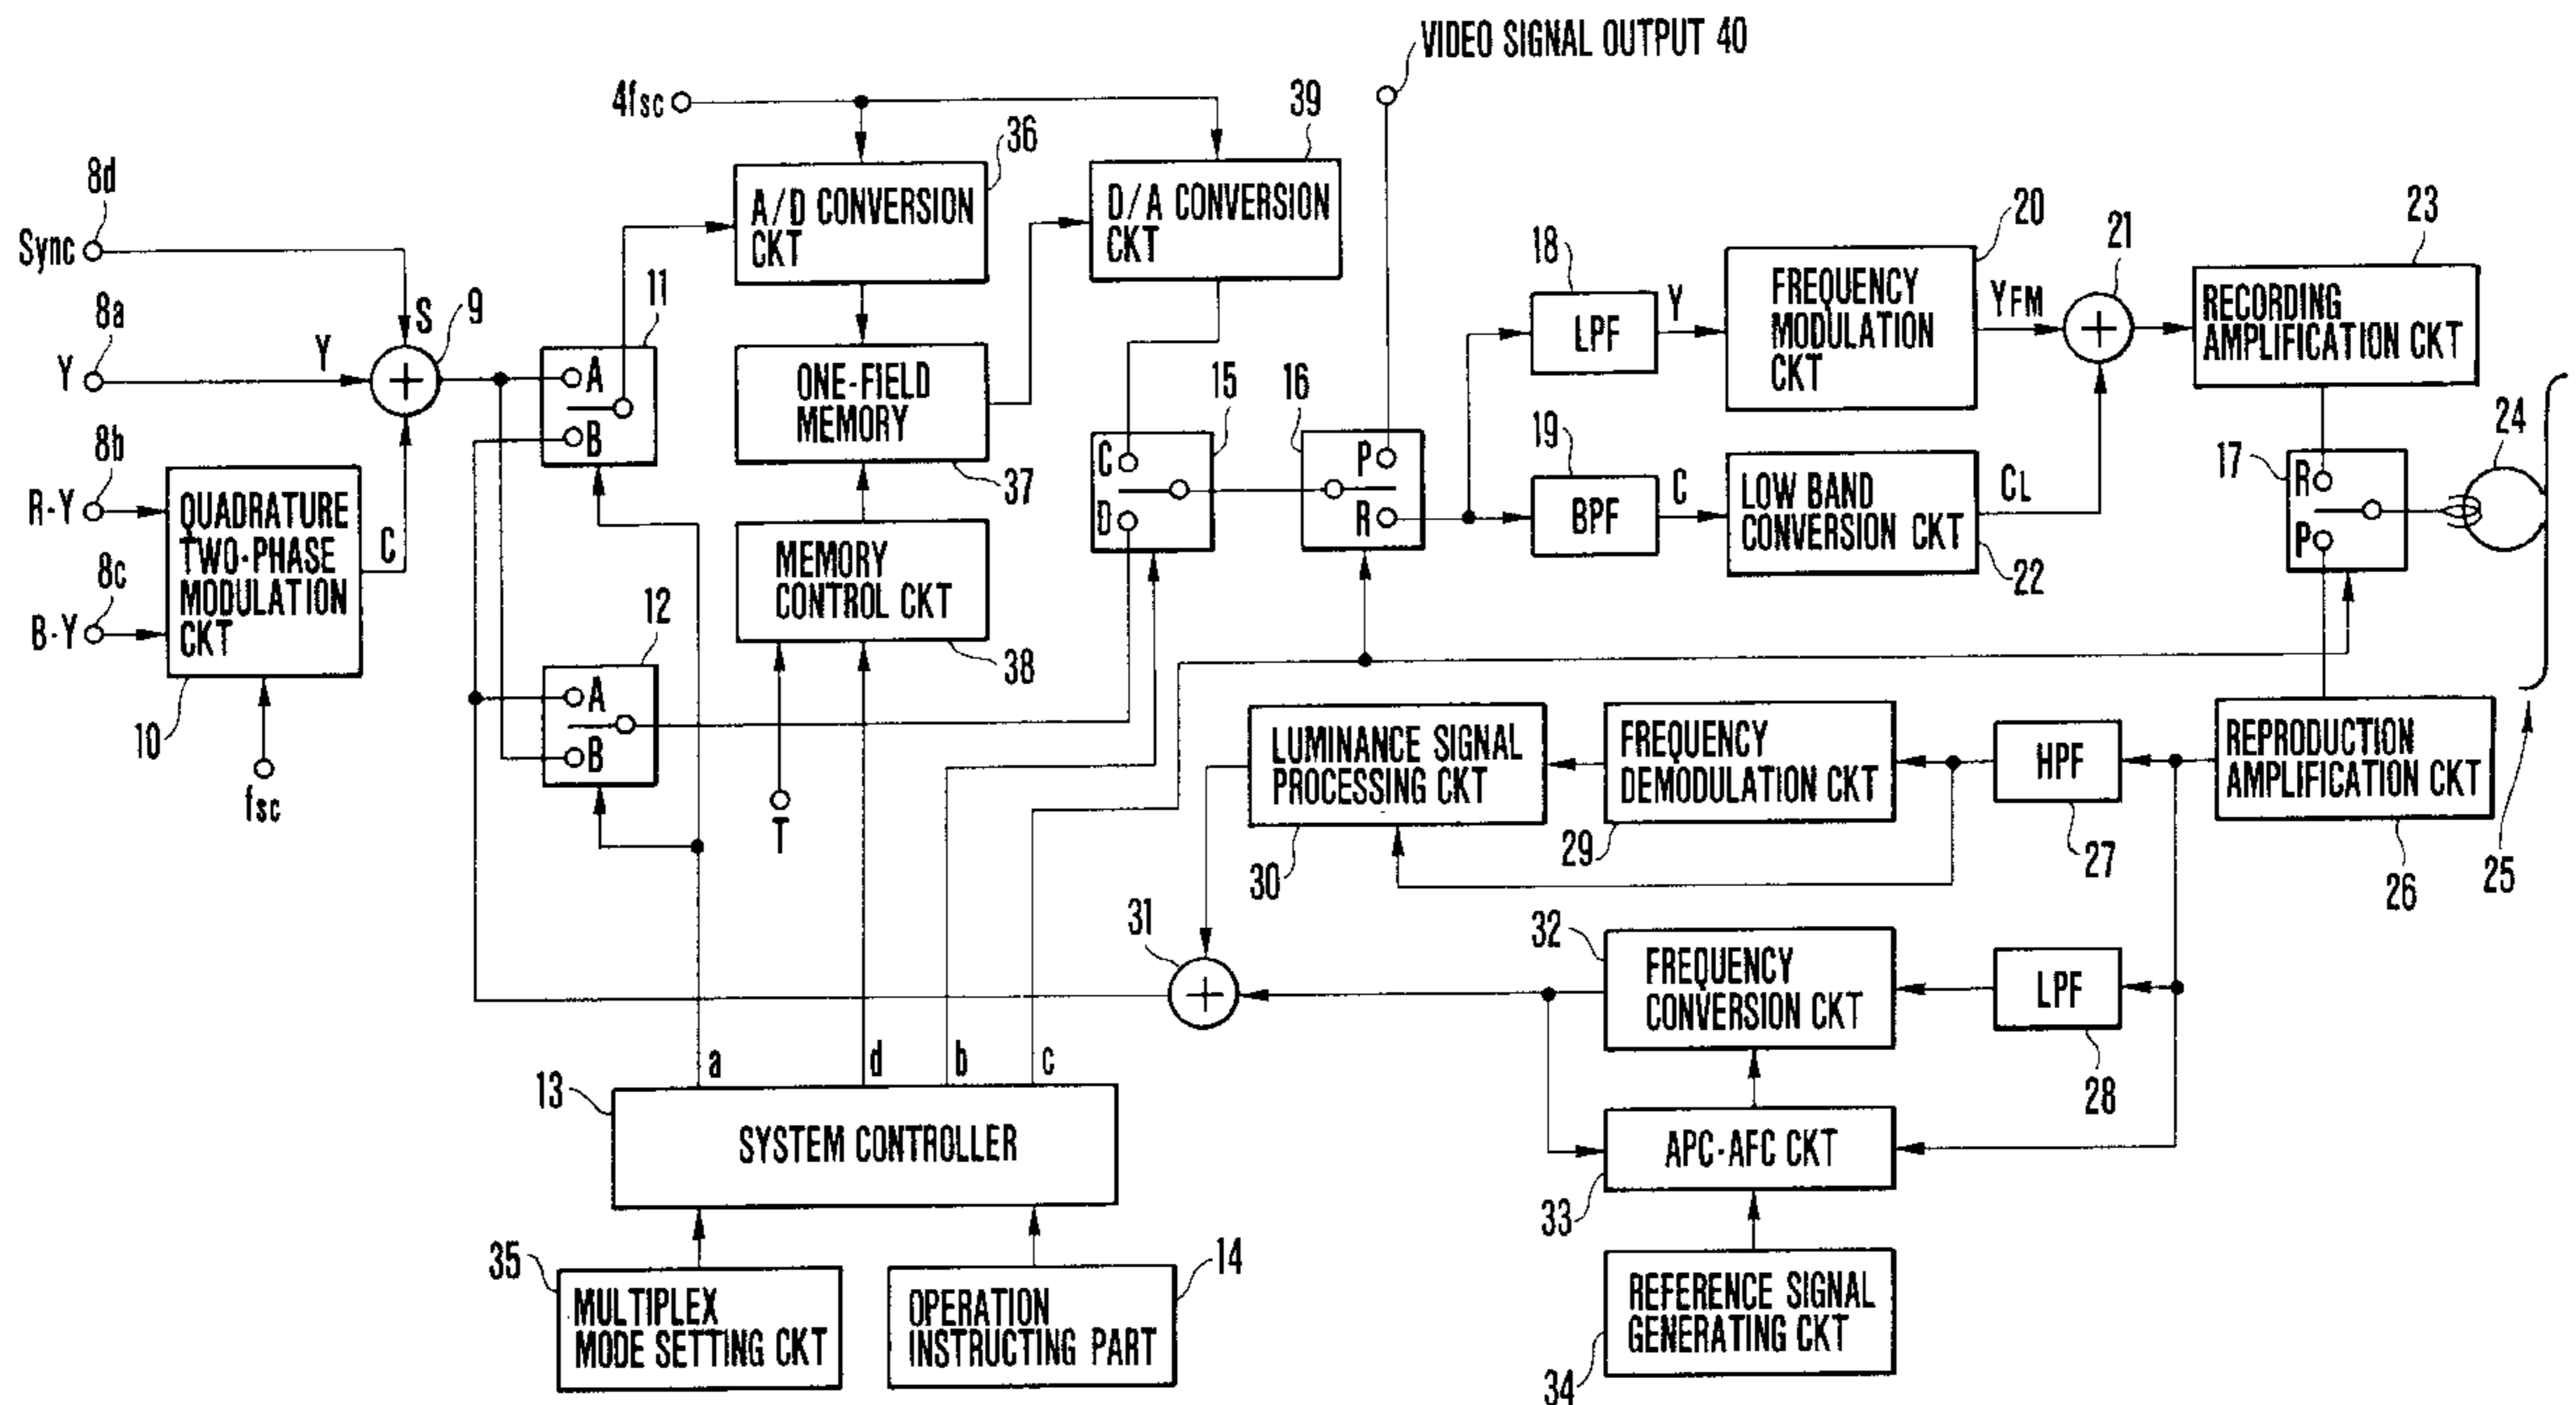 VIDEO SIGNAL OUTPUT 40
4fsc
39
36
8d
A/D CONVERSION
CKT
D/A CONVERSION
CKT
Sync
S
9
11
8a
Y
Y
A
B
ONE-FIELD
MEMORY
37
15
16
C
D
P
R
18
LPF
Y
20
FREQUENCY
MODULATION
CKT
YFM
21
23
RECORDING
AMPLIFICATION CKT
19
BPF
C
LOW BAND
CONVERSION CKT
CL
22
17
R
P
24
8b
R-Y
8c
B-Y
QUADRATURE
TWO-PHASE
MODULATION
CKT
C
10
fsc
12
A
B
MEMORY
CONTROL CKT
38
T
LUMINANCE SIGNAL
PROCESSING CKT
30
FREQUENCY
DEMODULATION CKT
29
HPF
27
REPRODUCTION
AMPLIFICATION CKT
26
25
31
32
FREQUENCY
CONVERSION CKT
LPF
28
a
d
b
c
13
SYSTEM CONTROLLER
APC-AFC CKT
33
35
MULTIPLEX
MODE SETTING CKT
14
OPERATION
INSTRUCTING PART
REFERENCE SIGNAL
GENERATING CKT
34